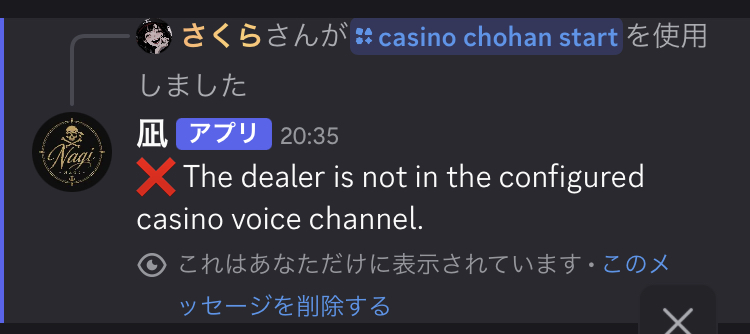 さくらさんが casino chohan start を使用
しました
凪 アプリ 20:35
❌ The dealer is not in the configured
casino voice channel.
これはあなただけに表示されています・このメ
ッセージを削除する
Nagi